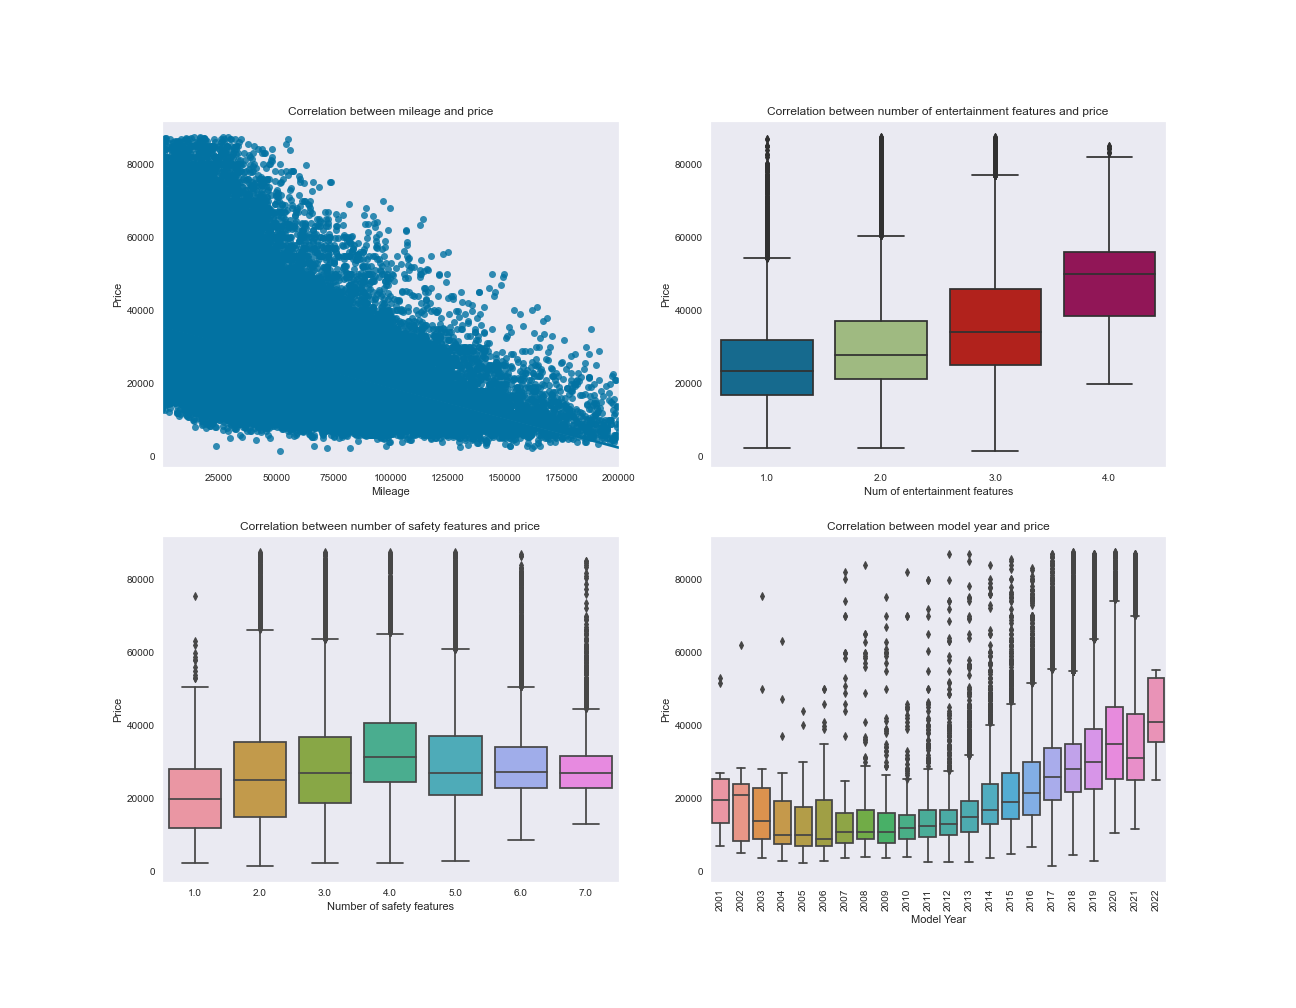 Correlation between mileage and price
Price
80000
60000
40000
20000
0
25000 50000 75000 100000 125000 150000 175000 200000
Mileage
Correlation between number of entertainment features and price
Price
80000
60000
40000
20000
0
1.0 2.0 3.0 4.0
Num of entertainment features
Correlation between number of safety features and price
Price
80000
60000
40000
20000
0
1.0 2.0 3.0 4.0 5.0 6.0 7.0
Number of safety features
Correlation between model year and price
Price
80000
60000
40000
20000
0
2001 2002 2003 2004 2005 2006 2007 2008 2009 2010 2011 2012 2013 2014 2015 2016 2017 2018 2019 2020 2021 2022
Model Year